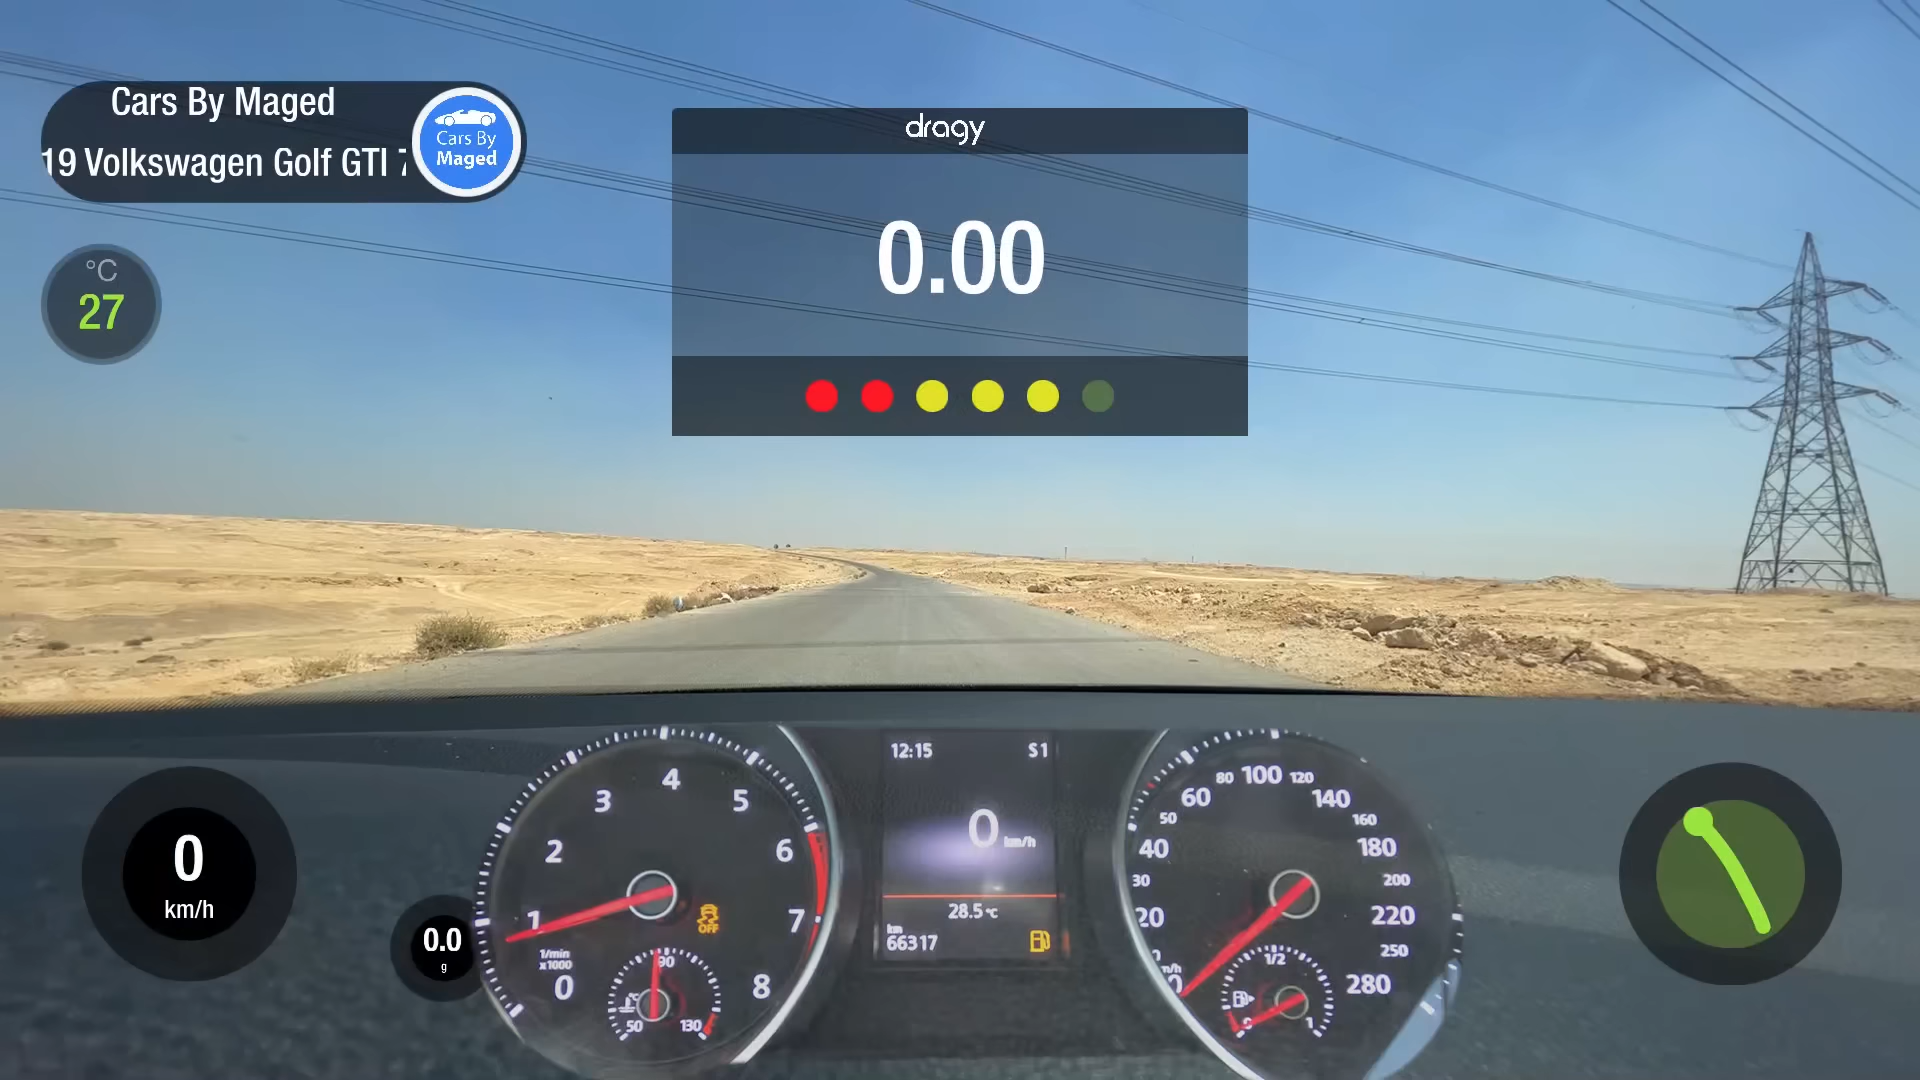 Cars By Maged
19 Volkswagen Golf GTI 7
Cars By
Maged
dragy
0.00
°C
27
12:15 S1
0 km/h
28.5 °C
km
66317
0
km/h
0.0
g
1/min
x1000
0
1
2
3
4
5
6
7
8
OFF
50
90
130
20
30
40
50
60
80
100
120
140
160
180
200
220
250
280
0
1/2
1